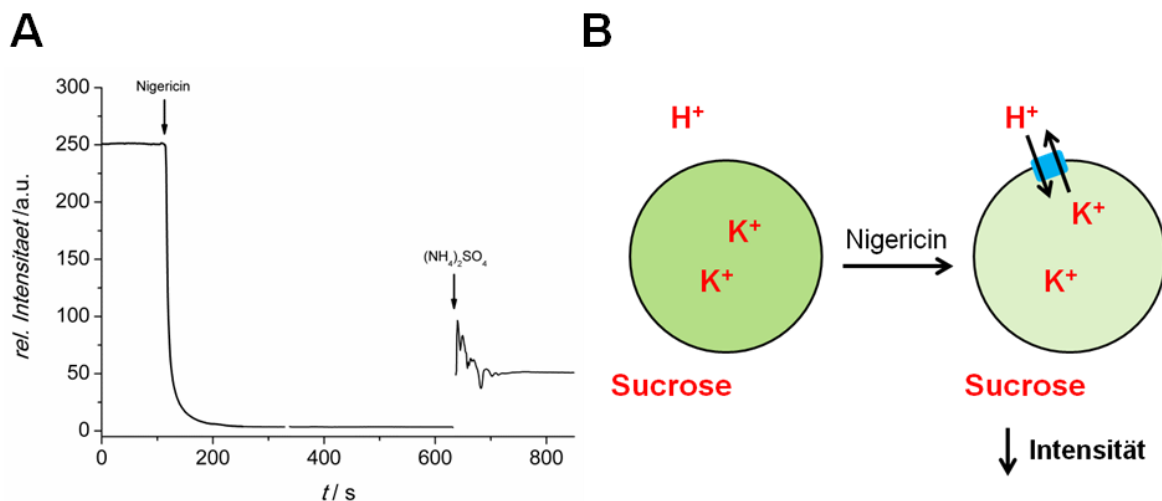 A
B
300
250
200
150
100
50
0
rel. Intensitaet /a.u.
Nigericin
(NH₄)₂SO₄
0
200
400
600
800
t / s
H⁺
K⁺
K⁺
Sucrose
Nigericin
H⁺
K⁺
K⁺
Sucrose
Intensität